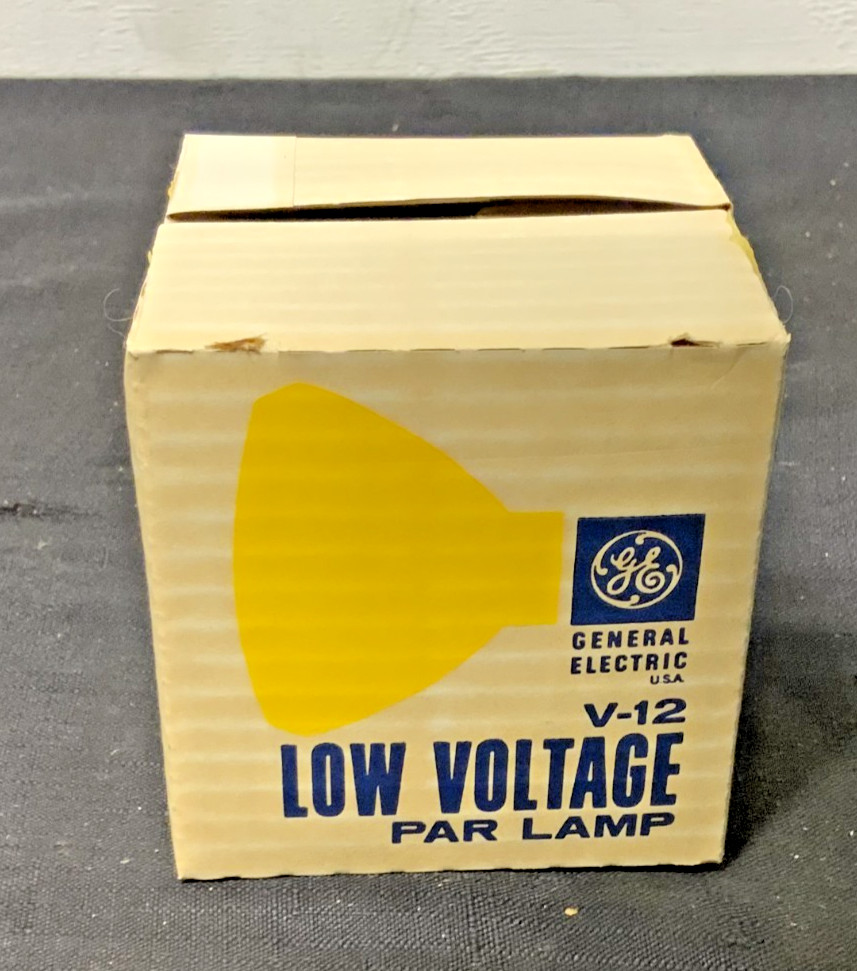 GE
GENERAL
ELECTRIC
U.S.A.
V-12
LOW VOLTAGE
PAR LAMP